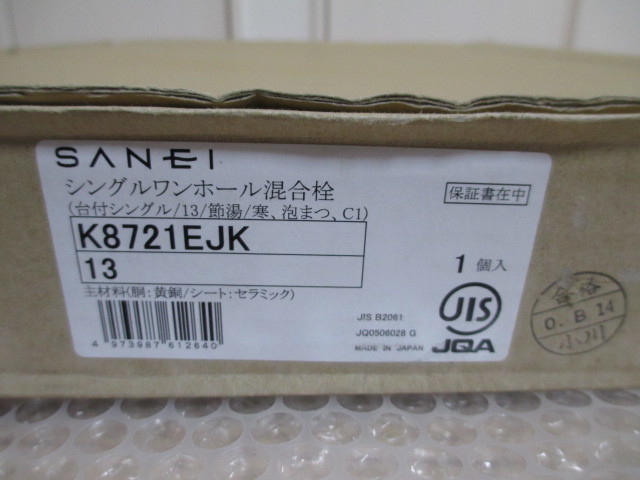 SANEI
シングルワンホール混合栓
(台付シングル/13/節湯/寒、泡まつ、C1)
保証書在中
K8721EJK
13
1個入
主材料(胴:黄銅/シート:セラミック)
4 973987 612640
JIS B2061
JQ0506028 G
MADE IN JAPAN
JIS
JQA
合格
0.8.14
小川